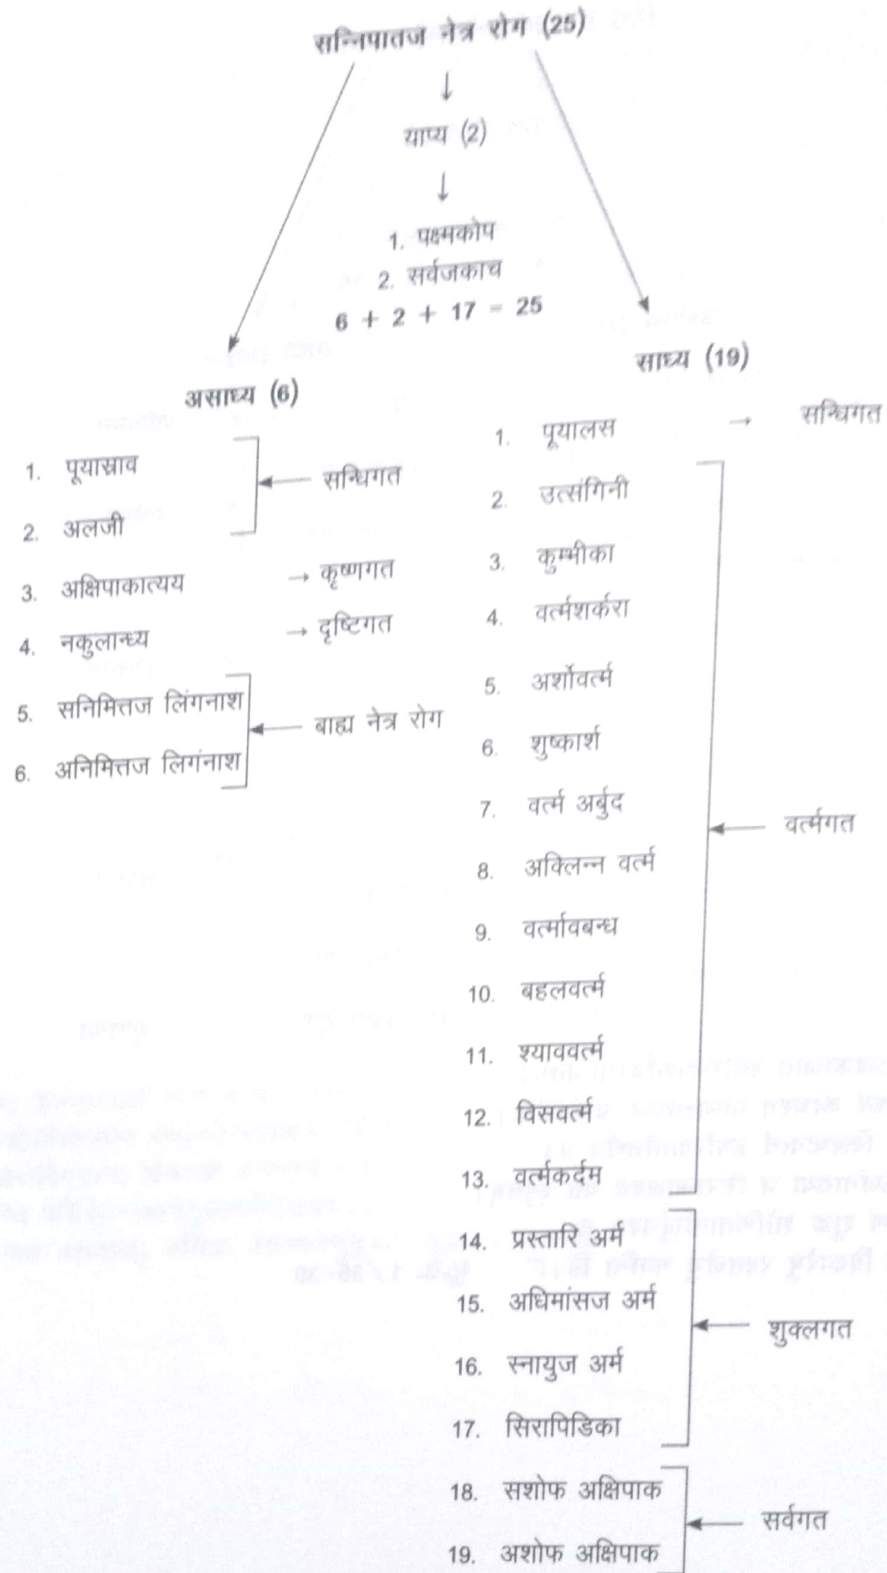 सन्निपातज नेत्र रोग (25)
↓
याप्य (2)
↓
1. पक्ष्मकोप
2. सर्वजकाच
6 + 2 + 17 = 25
असाध्य (6)
1. पूयास्राव
2. अलजी
← सन्धिगत
3. अक्षिपाकात्यय → कृष्णगत
4. नकुलान्ध्य → दृष्टिगत
5. सनिमित्तज लिंगनाश
6. अनिमित्तज लिगंनाश
← बाह्य नेत्र रोग
साध्य (19)
1. पूयालस → सन्धिगत
2. उत्संगिनी
3. कुम्भीका
4. वर्त्मशर्करा
5. अर्शोवर्त्म
6. शुष्कार्श
7. वर्त्म अर्बुद
8. अक्लिन्न वर्त्म
9. वर्त्मावबन्ध
10. बहलवर्त्म
11. श्याववर्त्म
12. विसवर्त्म
13. वर्त्मकर्दम
← वर्त्मगत
14. प्रस्तारि अर्म
15. अधिमांसज अर्म
16. स्नायुज अर्म
17. सिरापिडिका
← शुक्लगत
18. सशोफ अक्षिपाक
19. अशोफ अक्षिपाक
← सर्वगत